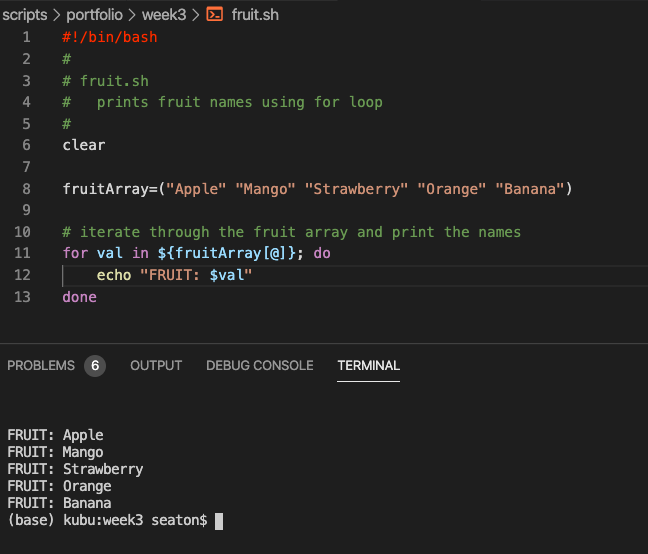 scripts > portfolio > week3 > fruit.sh
1 #!/bin/bash
2 #
3 # fruit.sh
4 #   prints fruit names using for loop
5 #
6 clear
7
8 fruitArray=("Apple" "Mango" "Strawberry" "Orange" "Banana")
9
10 # iterate through the fruit array and print the names
11 for val in ${fruitArray[@]}; do
12     echo "FRUIT: $val"
13 done
PROBLEMS 6 OUTPUT DEBUG CONSOLE TERMINAL
FRUIT: Apple
FRUIT: Mango
FRUIT: Strawberry
FRUIT: Orange
FRUIT: Banana
(base) kubu:week3 seaton$